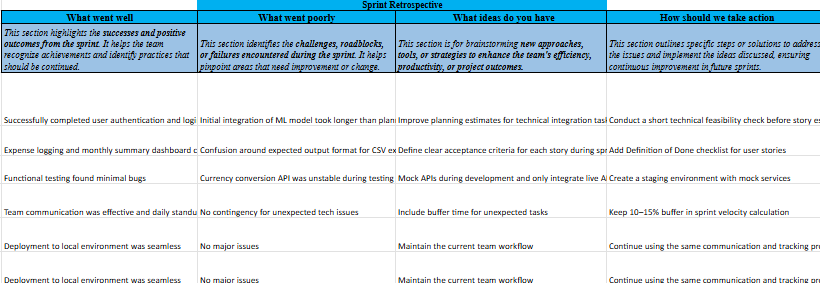 Sprint Retrospective
What went well What went poorly What ideas do you have How should we take action
This section highlights the successes and positive
outcomes from the sprint. It helps the team
recognize achievements and identify practices that
should be continued.
This section identifies the challenges, roadblocks,
or failures encountered during the sprint. It helps
pinpoint areas that need improvement or change.
This section is for brainstorming new approaches,
tools, or strategies to enhance the team's efficiency,
productivity, or project outcomes.
This section outlines specific steps or solutions to address
the issues and implement the ideas discussed, ensuring
continuous improvement in future sprints.
Successfully completed user authentication and logi Initial integration of ML model took longer than plan Improve planning estimates for technical integration tas Conduct a short technical feasibility check before story es
Expense logging and monthly summary dashboard c Confusion around expected output format for CSV ex Define clear acceptance criteria for each story during sp Add Definition of Done checklist for user stories
Functional testing found minimal bugs Currency conversion API was unstable during testing Mock APIs during development and only integrate live A Create a staging environment with mock services
Team communication was effective and daily standu No contingency for unexpected tech issues Include buffer time for unexpected tasks Keep 10–15% buffer in sprint velocity calculation
Deployment to local environment was seamless No major issues Maintain the current team workflow Continue using the same communication and tracking pr
Deployment to local environment was seamless No major issues Maintain the current team workflow Continue using the same communication and tracking pr